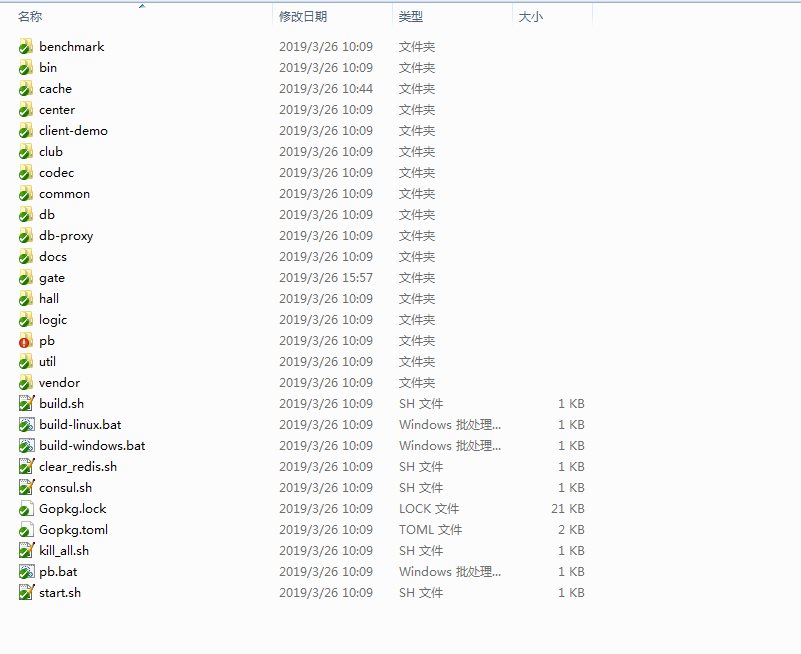 名称 修改日期 类型 大小
benchmark 2019/3/26 10:09 文件夹
bin 2019/3/26 10:09 文件夹
cache 2019/3/26 10:44 文件夹
center 2019/3/26 10:09 文件夹
client-demo 2019/3/26 10:09 文件夹
club 2019/3/26 10:09 文件夹
codec 2019/3/26 10:09 文件夹
common 2019/3/26 10:09 文件夹
db 2019/3/26 10:09 文件夹
db-proxy 2019/3/26 10:09 文件夹
docs 2019/3/26 10:09 文件夹
gate 2019/3/26 15:57 文件夹
hall 2019/3/26 10:09 文件夹
logic 2019/3/26 10:09 文件夹
pb 2019/3/26 10:09 文件夹
util 2019/3/26 10:09 文件夹
vendor 2019/3/26 10:09 文件夹
build.sh 2019/3/26 10:09 SH 文件 1 KB
build-linux.bat 2019/3/26 10:09 Windows 批处理... 1 KB
build-windows.bat 2019/3/26 10:09 Windows 批处理... 1 KB
clear_redis.sh 2019/3/26 10:09 SH 文件 1 KB
consul.sh 2019/3/26 10:09 SH 文件 1 KB
Gopkg.lock 2019/3/26 10:09 LOCK 文件 21 KB
Gopkg.toml 2019/3/26 10:09 TOML 文件 2 KB
kill_all.sh 2019/3/26 10:09 SH 文件 1 KB
pb.bat 2019/3/26 10:09 Windows 批处理... 1 KB
start.sh 2019/3/26 10:09 SH 文件 1 KB